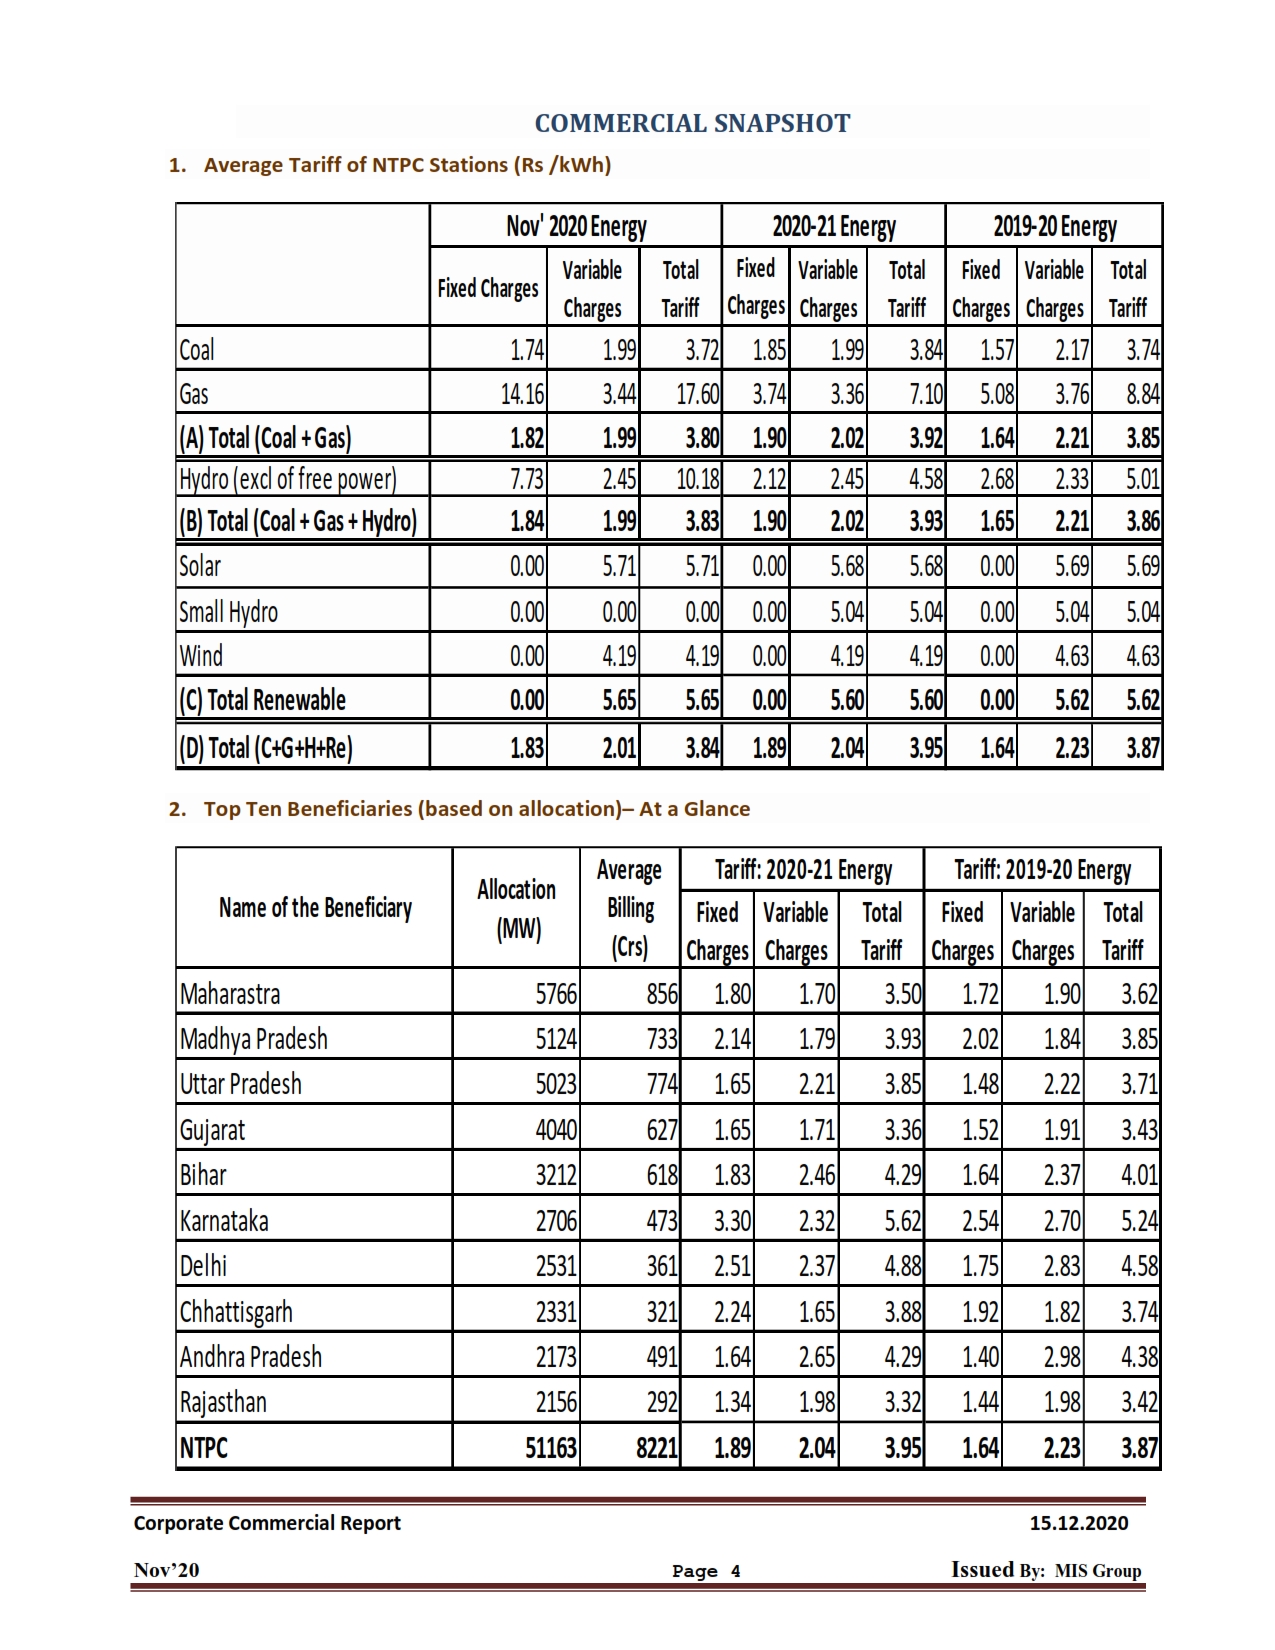 COMMERCIAL SNAPSHOT
1. Average Tariff of NTPC Stations (Rs /kWh)
Nov' 2020 Energy 2020-21 Energy 2019-20 Energy
Fixed Charges Variable Charges Total Tariff Fixed Charges Variable Charges Total Tariff Fixed Charges Variable Charges Total Tariff
Coal 1.74 1.99 3.72 1.85 1.99 3.84 1.57 2.17 3.74
Gas 14.16 3.44 17.60 3.74 3.36 7.10 5.08 3.76 8.84
(A) Total (Coal + Gas) 1.82 1.99 3.80 1.90 2.02 3.92 1.64 2.21 3.85
Hydro (excl of free power) 7.73 2.45 10.18 2.12 2.45 4.58 2.68 2.33 5.01
(B) Total (Coal + Gas + Hydro) 1.84 1.99 3.83 1.90 2.02 3.93 1.65 2.21 3.86
Solar 0.00 5.71 5.71 0.00 5.68 5.68 0.00 5.69 5.69
Small Hydro 0.00 0.00 0.00 0.00 5.04 5.04 0.00 5.04 5.04
Wind 0.00 4.19 4.19 0.00 4.19 4.19 0.00 4.63 4.63
(C) Total Renewable 0.00 5.65 5.65 0.00 5.60 5.60 0.00 5.62 5.62
(D) Total (C+G+H+Re) 1.83 2.01 3.84 1.89 2.04 3.95 1.64 2.23 3.87
2. Top Ten Beneficiaries (based on allocation)– At a Glance
Name of the Beneficiary Allocation (MW) Average Billing (Crs) Tariff: 2020-21 Energy Tariff: 2019-20 Energy
Fixed Charges Variable Charges Total Tariff Fixed Charges Variable Charges Total Tariff
Maharastra 5766 856 1.80 1.70 3.50 1.72 1.90 3.62
Madhya Pradesh 5124 733 2.14 1.79 3.93 2.02 1.84 3.85
Uttar Pradesh 5023 774 1.65 2.21 3.85 1.48 2.22 3.71
Gujarat 4040 627 1.65 1.71 3.36 1.52 1.91 3.43
Bihar 3212 618 1.83 2.46 4.29 1.64 2.37 4.01
Karnataka 2706 473 3.30 2.32 5.62 2.54 2.70 5.24
Delhi 2531 361 2.51 2.37 4.88 1.75 2.83 4.58
Chhattisgarh 2331 321 2.24 1.65 3.88 1.92 1.82 3.74
Andhra Pradesh 2173 491 1.64 2.65 4.29 1.40 2.98 4.38
Rajasthan 2156 292 1.34 1.98 3.32 1.44 1.98 3.42
NTPC 51163 8221 1.89 2.04 3.95 1.64 2.23 3.87
Corporate Commercial Report 15.12.2020
Nov’20 Page 4 Issued By: MIS Group